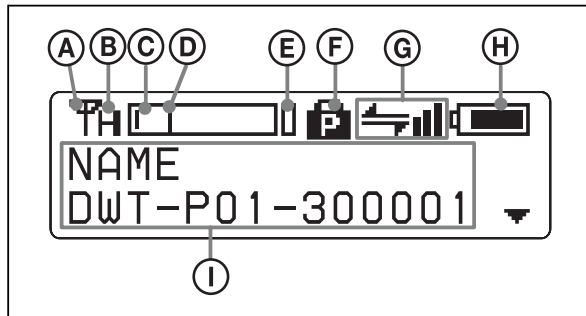 A B C D E F G H
TH P
NAME
DWT-P01-300001
I